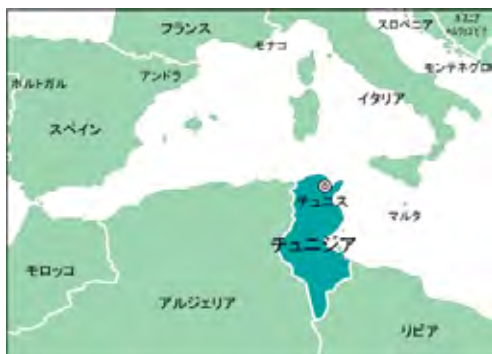 フランス
モナコ
スロベニア
モンテネグロ
ポルトガル
アンドラ
イタリア
スペイン
チュニス
マルタ
チュニジア
モロッコ
アルジェリア
リビア